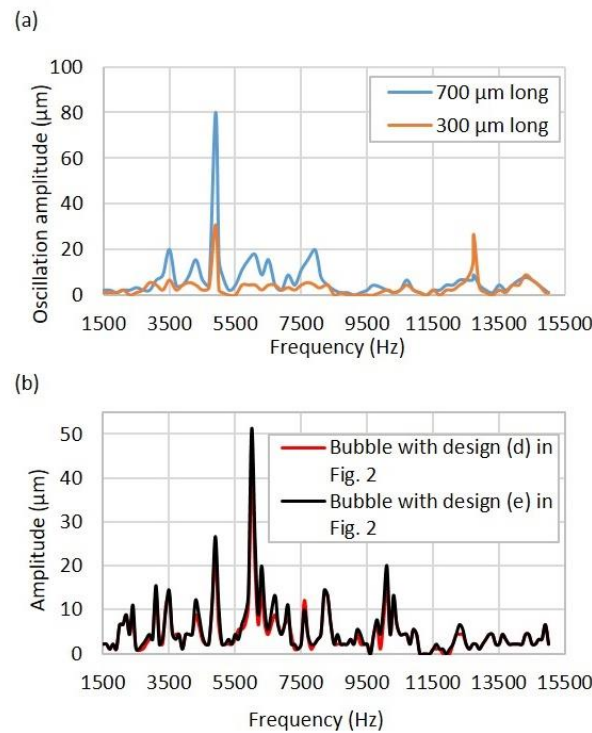 (a)
100
80
60
40
20
0
Oscillation amplitude (µm)
700 µm long
300 µm long
1500 3500 5500 7500 9500 11500 13500 15500
Frequency (Hz)
(b)
50
40
30
20
10
0
Amplitude (µm)
Bubble with design (d) in
Fig. 2
Bubble with design (e) in
Fig. 2
1500 3500 5500 7500 9500 11500 13500 15500
Frequency (Hz)